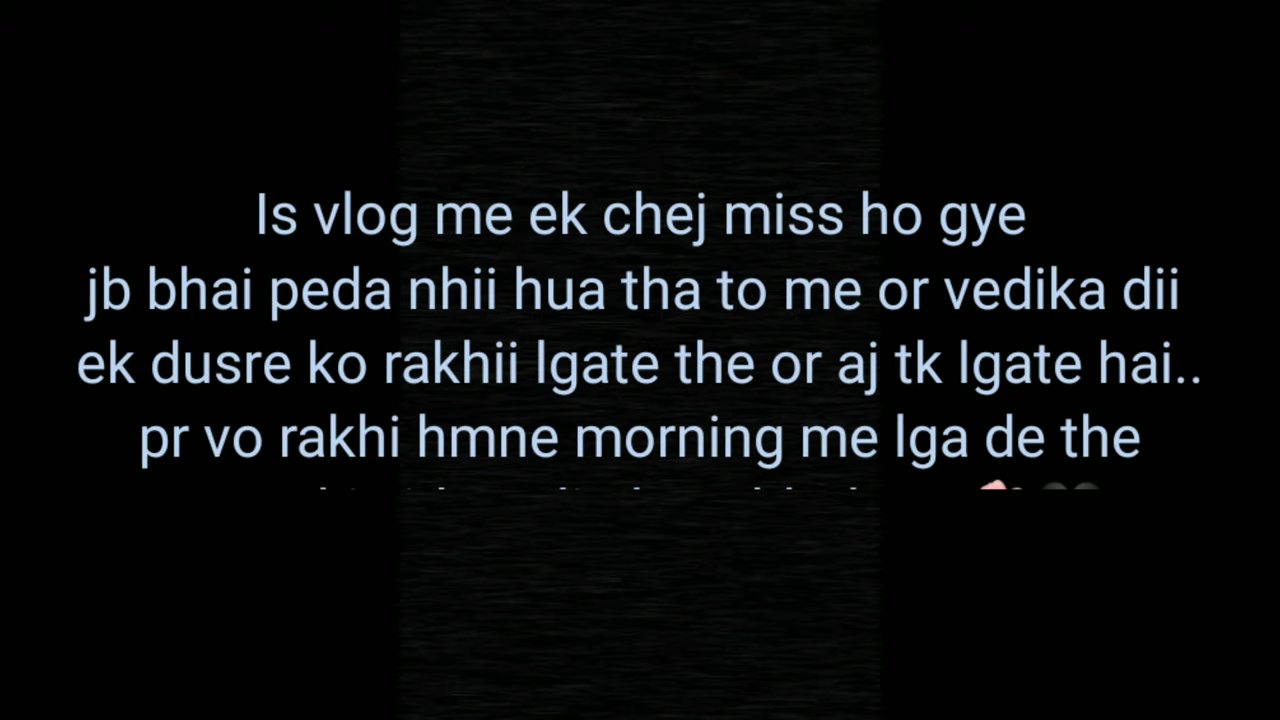 Is vlog me ek chej miss ho gye
jb bhai peda nhii hua tha to me or vedika dii
ek dusre ko rakhii lgate the or aj tk lgate hai..
pr vo rakhi hmne morning me lga de the